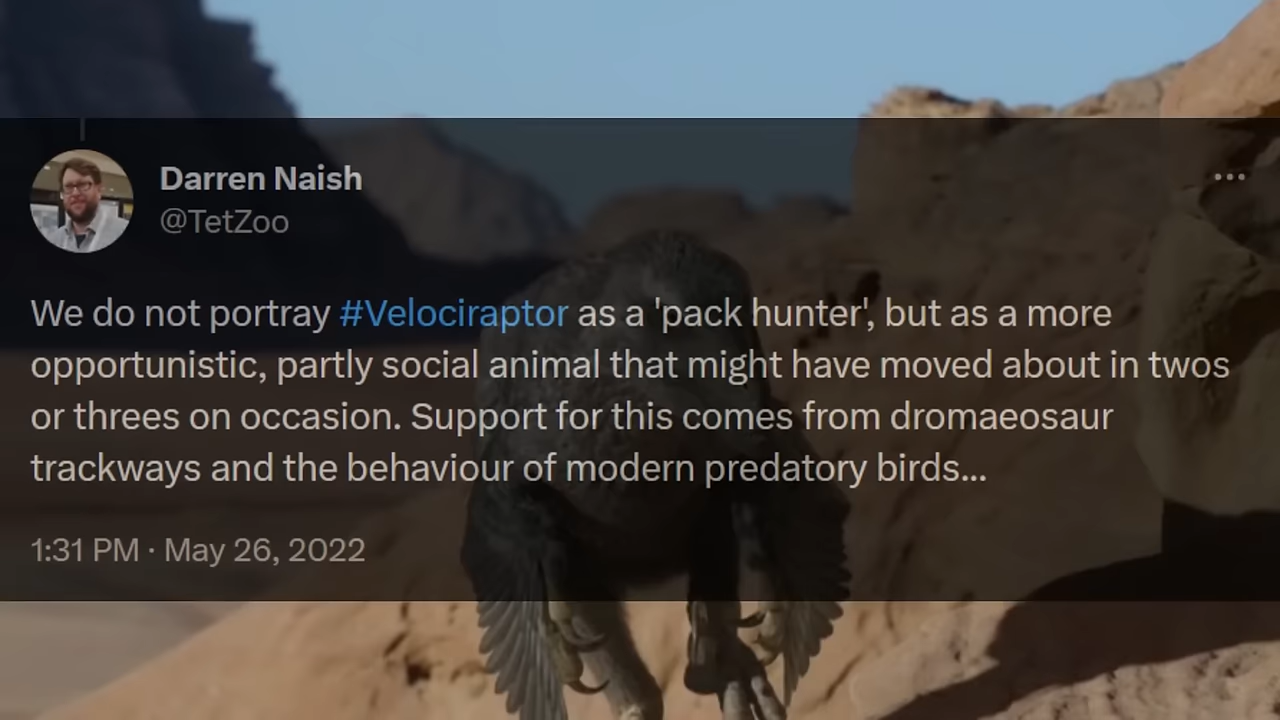 Darren Naish
@TetZoo
We do not portray #Velociraptor as a 'pack hunter', but as a more
opportunistic, partly social animal that might have moved about in twos
or threes on occasion. Support for this comes from dromaeosaur
trackways and the behaviour of modern predatory birds...
1:31 PM · May 26, 2022